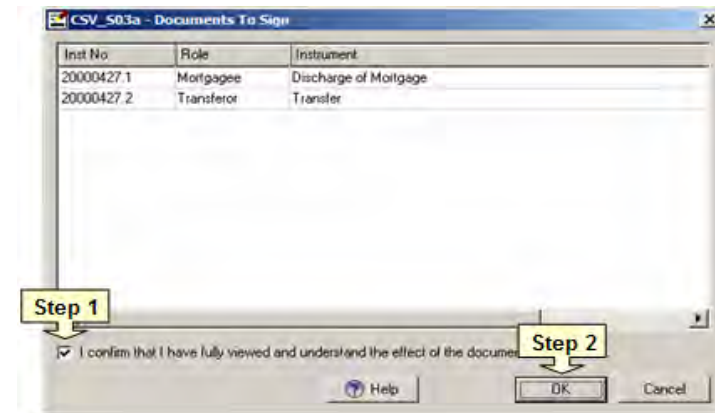 CSV_S03a - Documents To Sign
Inst No Role Instrument
20000427.1 Mortgagee Discharge of Mortgage
20000427.2 Transferor Transfer
Step 1
Step 2
I confirm that I have fully viewed and understand the effect of the
Help OK Cancel